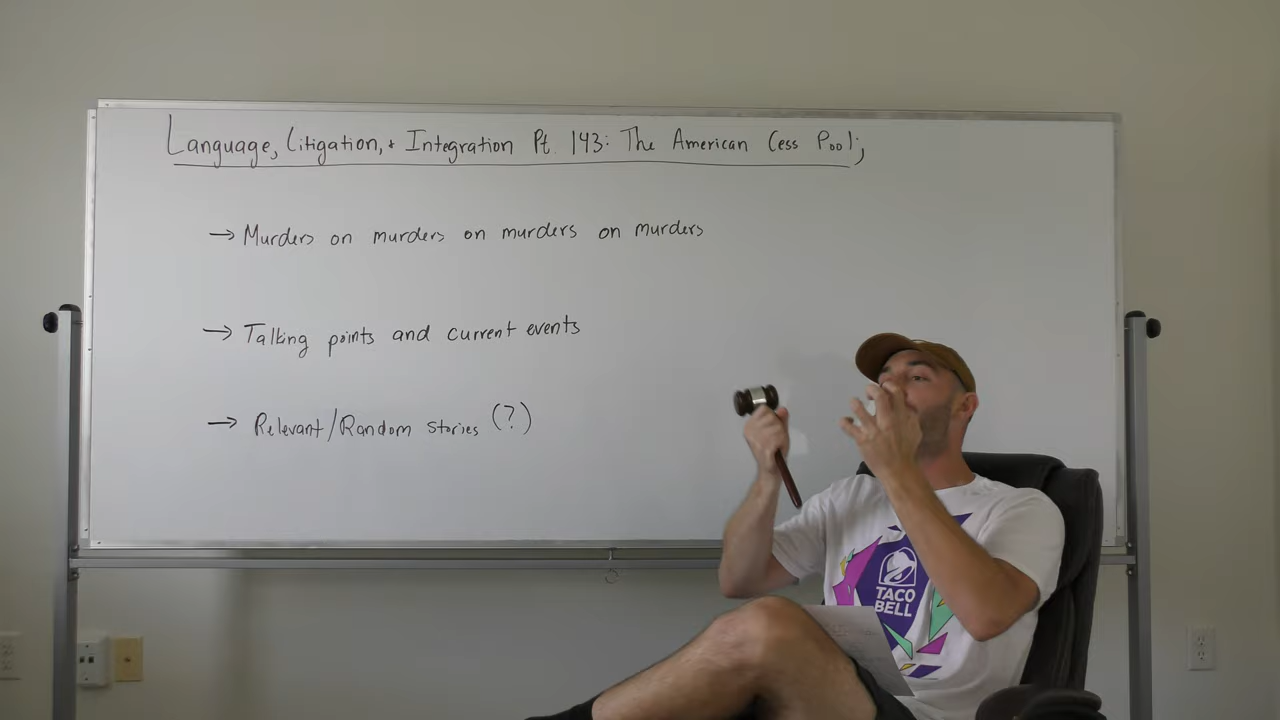 Language, Litigation, + Integration Pt. 143: The American Cess Pool;
→ Murders on murders on murders on murders
→ Talking points and current events
→ Relevant/Random stories (?)
TACO
BELL